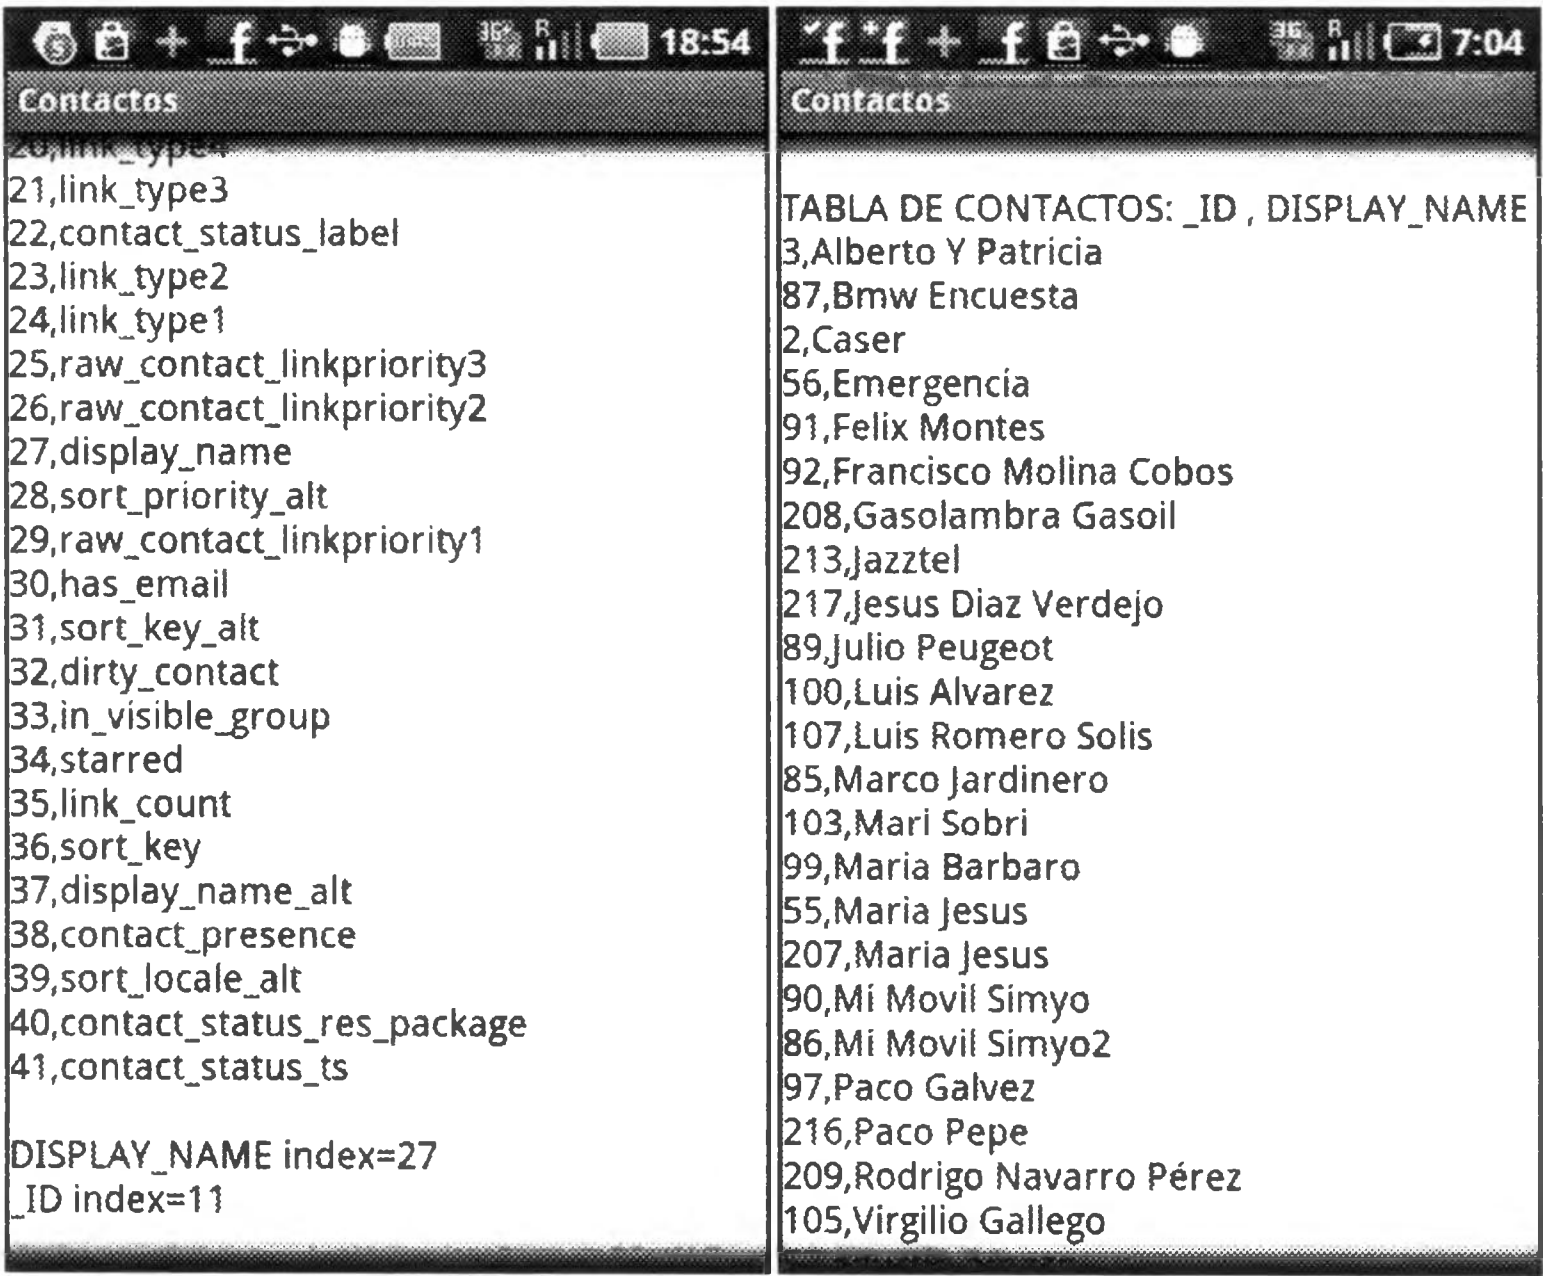 18:54
Contactos
20,link_type4
21,link_type3
22,contact_status_label
23,link_type2
24,link_type1
25,raw_contact_linkpriority3
26,raw_contact_linkpriority2
27,display_name
28,sort_priority_alt
29,raw_contact_linkpriority1
30,has_email
31,sort_key_alt
32,dirty_contact
33,in_visible_group
34,starred
35,link_count
36,sort_key
37,display_name_alt
38,contact_presence
39,sort_locale_alt
40,contact_status_res_package
41,contact_status_ts
DISPLAY_NAME index=27
_ID index=11
7:04
Contactos
TABLA DE CONTACTOS: _ID , DISPLAY_NAME
3,Alberto Y Patricia
87,Bmw Encuesta
2,Caser
56,Emergencia
91,Felix Montes
92,Francisco Molina Cobos
208,Gasolambra Gasoil
213,Jazztel
217,Jesus Diaz Verdejo
89,Julio Peugeot
100,Luis Alvarez
107,Luis Romero Solis
85,Marco Jardinero
103,Mari Sobri
99,Maria Barbaro
55,Maria Jesus
207,Maria Jesus
90,Mi Movil Simyo
86,Mi Movil Simyo2
97,Paco Galvez
216,Paco Pepe
209,Rodrigo Navarro Pérez
105,Virgilio Gallego